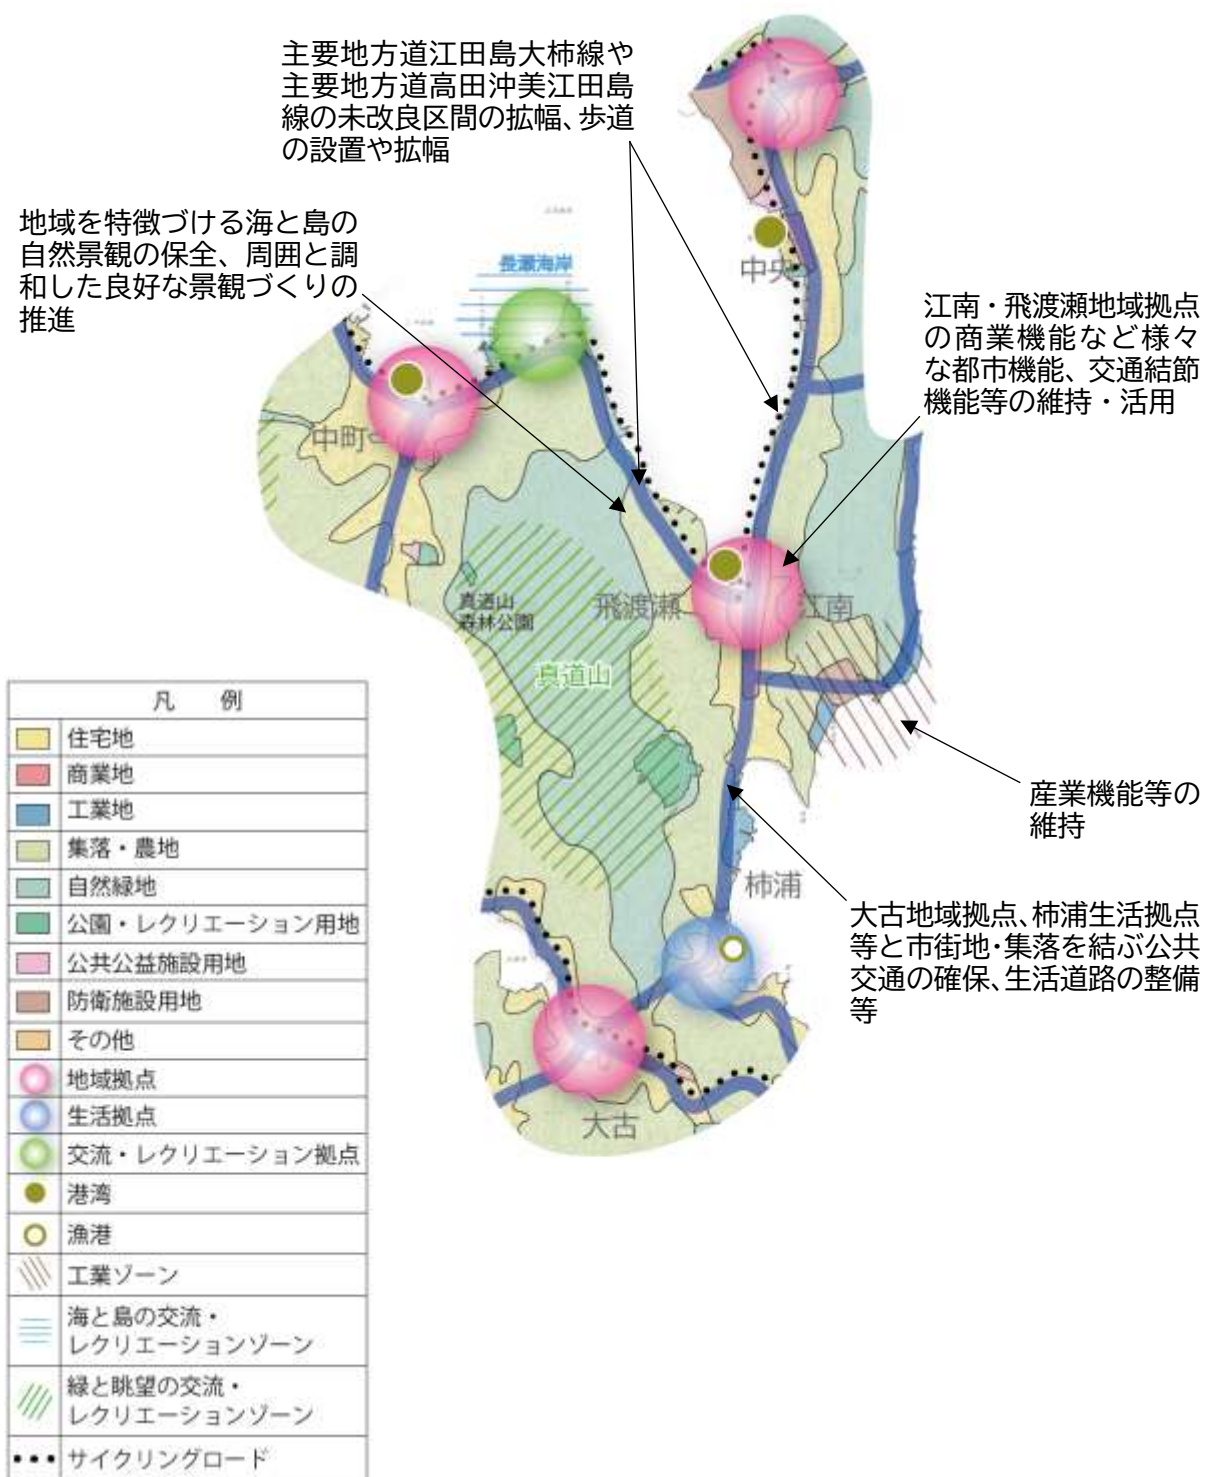 主要地方道江田島大柿線や
主要地方道高田沖美江田島
線の未改良区間の拡幅、歩道
の設置や拡幅
地域を特徴づける海と島の
自然景観の保全、周囲と調
和した良好な景観づくりの
推進
長瀬海岸
中央
江南・飛渡瀬地域拠点
の商業機能など様々
な都市機能、交通結節
機能等の維持・活用
中町
真道山
森林公園
飛渡瀬
江南
真道山
産業機能等の
維持
柿浦
大古地域拠点、柿浦生活拠点
等と市街地・集落を結ぶ公共
交通の確保、生活道路の整備
等
大古
凡 例
住宅地
商業地
工業地
集落・農地
自然緑地
公園・レクリエーション用地
公共公益施設用地
防衛施設用地
その他
地域拠点
生活拠点
交流・レクリエーション拠点
港湾
漁港
工業ゾーン
海と島の交流・
レクリエーションゾーン
緑と眺望の交流・
レクリエーションゾーン
サイクリングロード